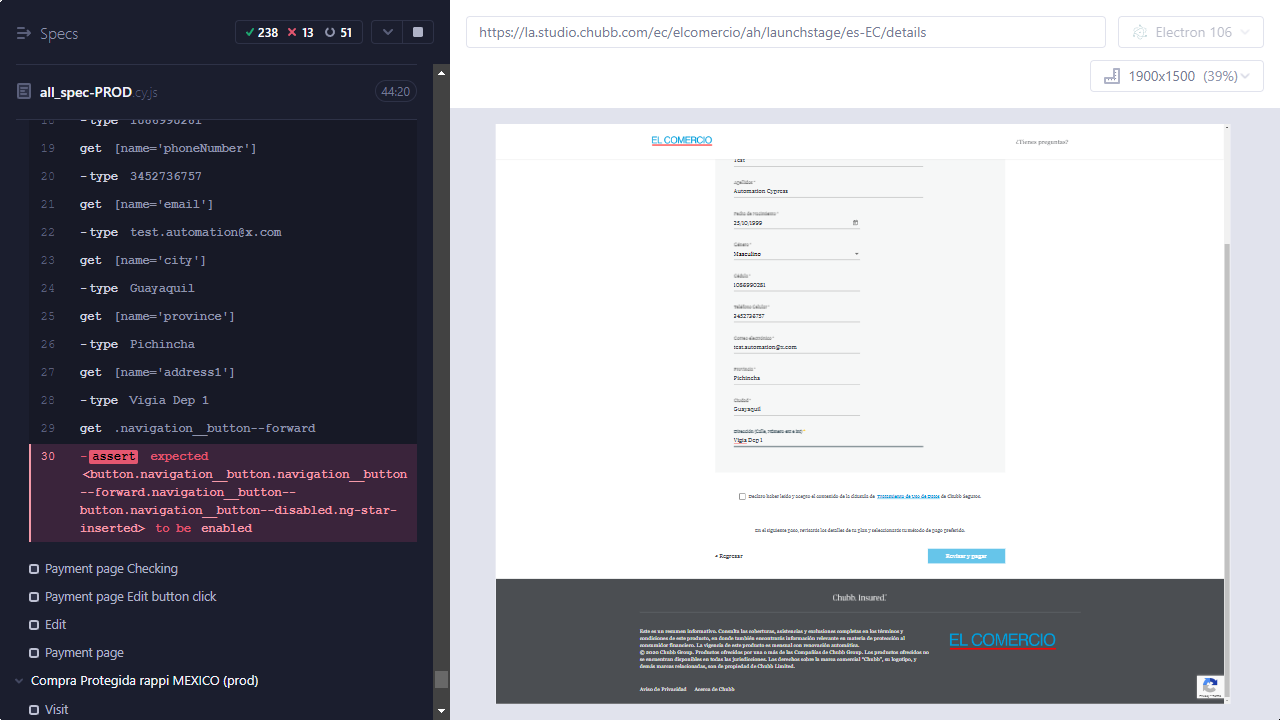 Specs
238
13
51
https://la.studio.chubb.com/ec/elcomercio/ah/launchstage/es-EC/details
Electron 106
1900x1500 (39%)
all_spec-PROD.cy.js
44:20
18 -type 1086990281
19 get [name='phoneNumber']
20 -type 3452736757
21 get [name='email']
22 -type test.automation@x.com
23 get [name='city']
24 -type Guayaquil
25 get [name='province']
26 -type Pichincha
27 get [name='address1']
28 -type Vigia Dep 1
29 get .navigation__button--forward
30 -assert expected
<button.navigation__button.navigation__button
--forward.navigation__button--
next.navigation__button--disabled.ng-star-
inserted> to be enabled
Payment page Checking
Payment page Edit button click
Edit
Payment page
Compra Protegida rappi MEXICO(prod)
Visit
EL COMERCIO
¿Tienes preguntas?
Test
Apellidos *
Automation Cypress
Fecha de Nacimiento *
25/10/1999
Género *
Masculino
Cédula *
1086990281
Teléfono Celular *
3452736757
Correo electrónico *
test.automation@x.com
Provincia *
Pichincha
Ciudad *
Guayaquil
Dirección (Calle, Número ext e int) *
Vigia Dep 1
Declaro haber leído y acepto el contenido de la cláusula de Tratamiento de Uso de Datos de Chubb Seguros.
En el siguiente paso, revisarás los detalles de tu plan y seleccionarás tu método de pago preferido.
Regresar
Revisar y pagar
Chubb. Insured.
Este es un resumen informativo. Consulta las coberturas, asistencias y exclusiones completas en los términos y
condiciones de este producto, en donde también encontrarás información relevante en materia de protección al
consumidor financiero. La vigencia de este producto es mensual con renovación automática.
© 2020 Chubb Group. Productos ofrecidos por una o más de las Compañías de Chubb Group. Los productos ofrecidos no
se encuentran disponibles en todas las jurisdicciones. Los derechos sobre la marca comercial "Chubb", su logotipo, y
demás marcas relacionadas, son de propiedad de Chubb Limited.
EL COMERCIO
Aviso de Privacidad Acerca de Chubb